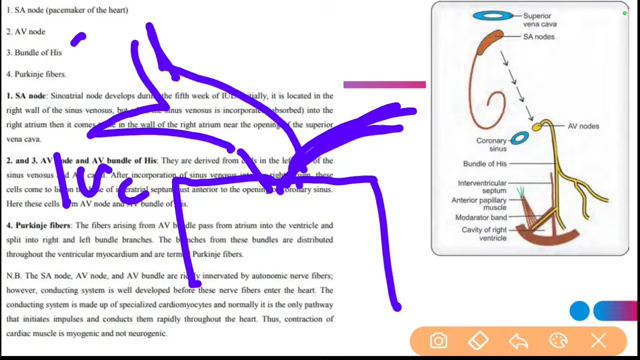 1. SA node (pacemaker of the heart)
2. AV node
3. Bundle of His
4. Purkinje fibers.
1. SA node: Sinoatrial node develops during the fifth week of IUL. Initially, it is located in the
right wall of the sinus venosus, but sinus venosus is incorporated absorbed) into the
right atrium then it comes in the wall of the right atrium near the opening of the superior
vena cava.
2. and 3. AV node and AV bundle of His: They are derived from cells in the left of the
sinus venosus and AV canal. After incorporation of sinus venosus into right atrium, these
cells come to the base of interatrial septum just anterior to the opening of coronary sinus.
Here these cells form AV node and AV bundle of His.
4. Purkinje fibers: The fibers arising from AV bundle pass from atrium into the ventricle and
split into right and left bundle branches. The branches from these bundles are distributed
throughout the ventricular myocardium and are termed Purkinje Fibers.
N.B. The SA node, AV node, and AV bundle are richly innervated by autonomic nerve fibers;
however, conducting system is well developed before these nerve fibers enter the heart. The
conducting system is made up of specialized cardiomyocytes and normally it is the only pathway
that initiates impulses and conducts them rapidly throughout the heart. Thus, contraction of
cardiac muscle is myogenic and not neurogenic.
Superior
vena cava
SA nodes
AV nodes
Coronary
sinus
Bundle of His
Interventricular
septum
Anterior papillary
muscle
Moderator band
Cavity of right
ventricle